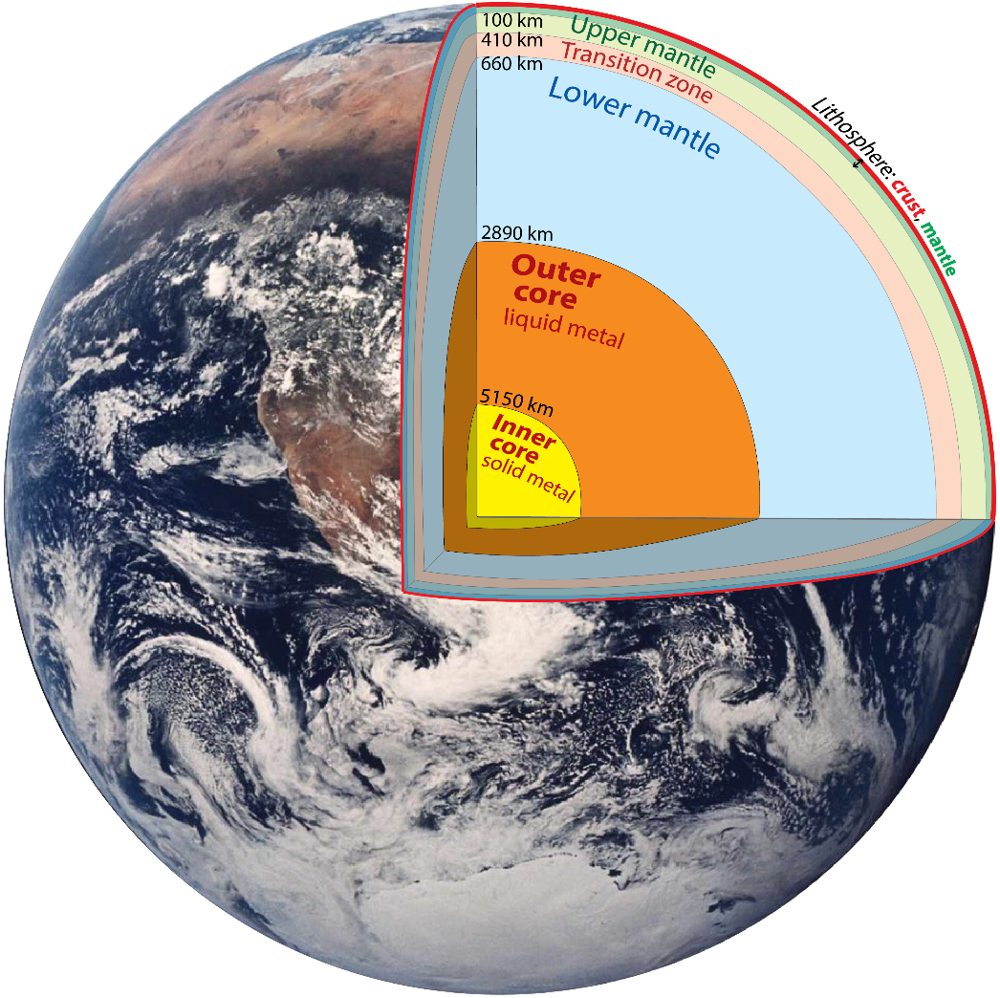 100 km
Upper mantle
410 km
Transition zone
660 km
Lower mantle
Lithosphere: crust, mantle
2890 km
Outer
core
liquid metal
5150 km
Inner
core
solid metal